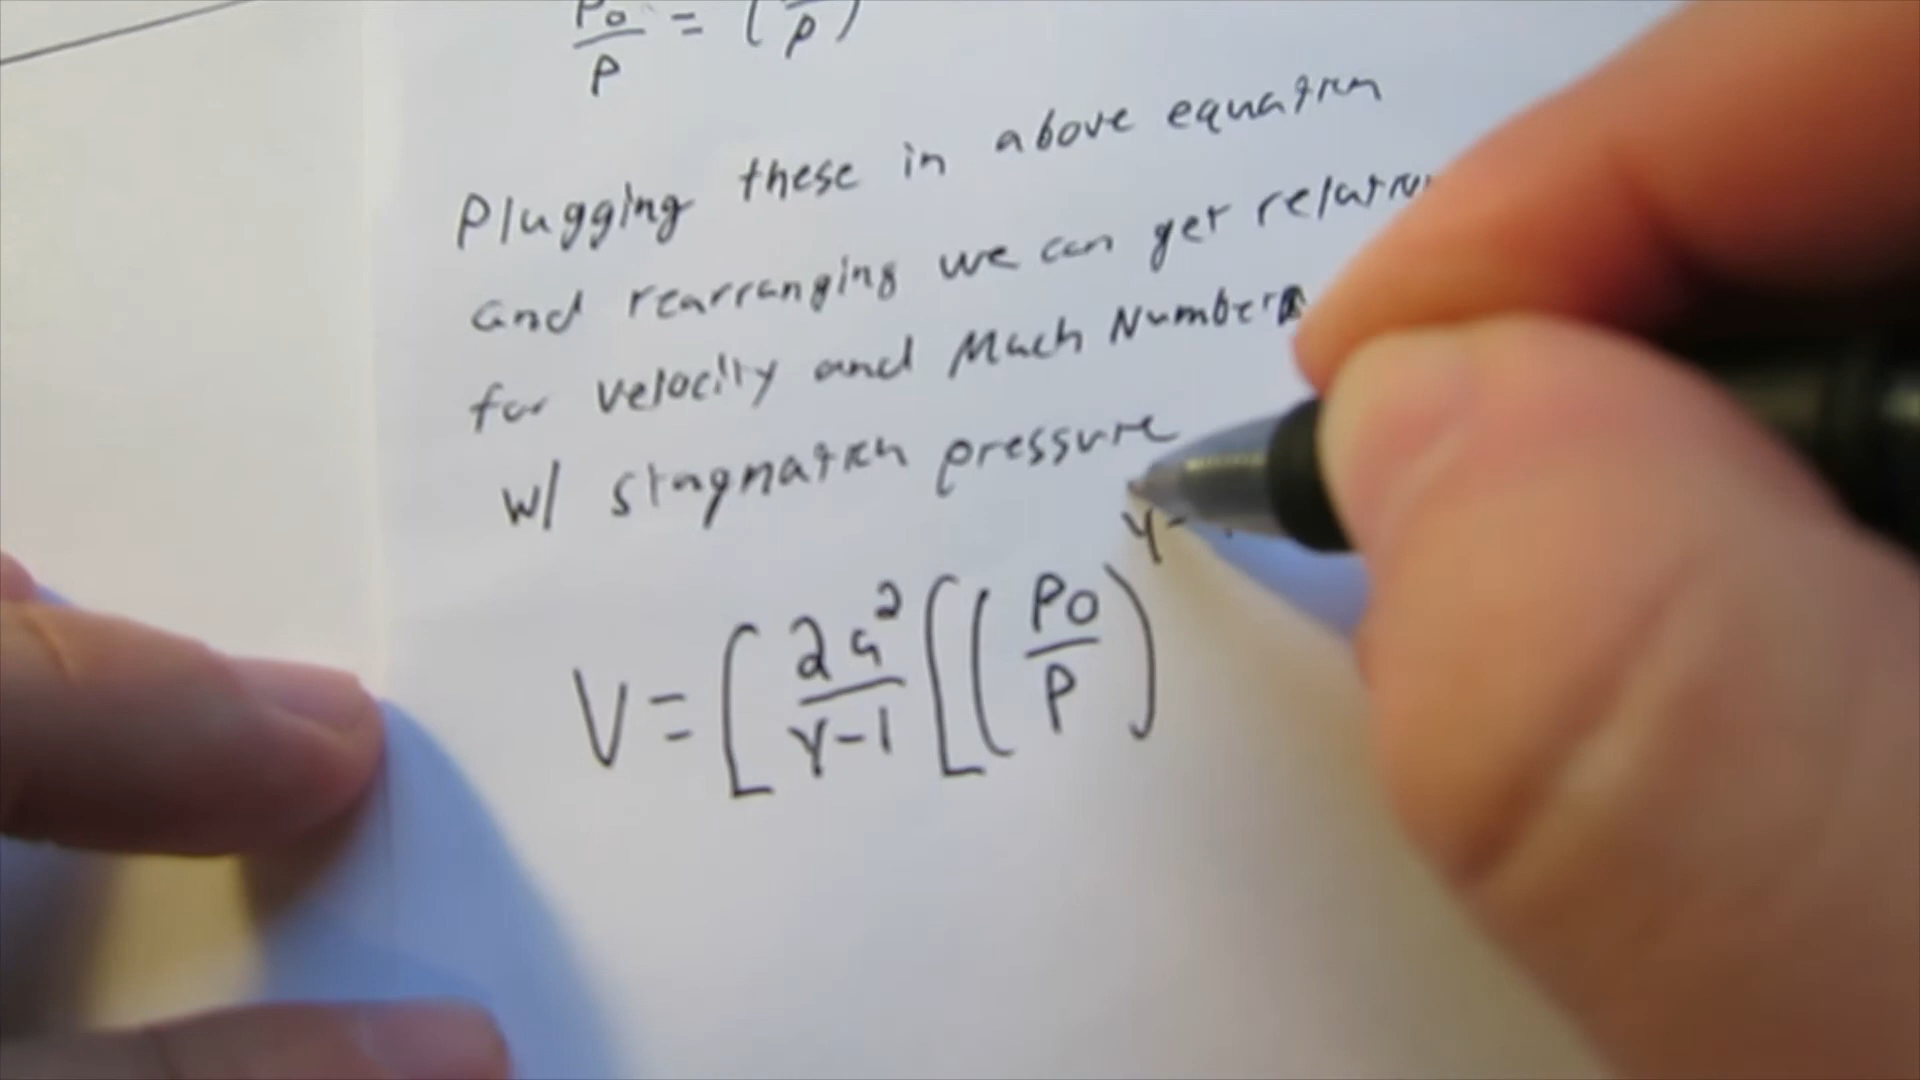 Po/P = (/P)
Plugging these in above equation
and rearranging we can get relation
for velocity and Mach Number
w/ stagnation pressure
V = [2a²/γ-1 [(Po/P)^γ-